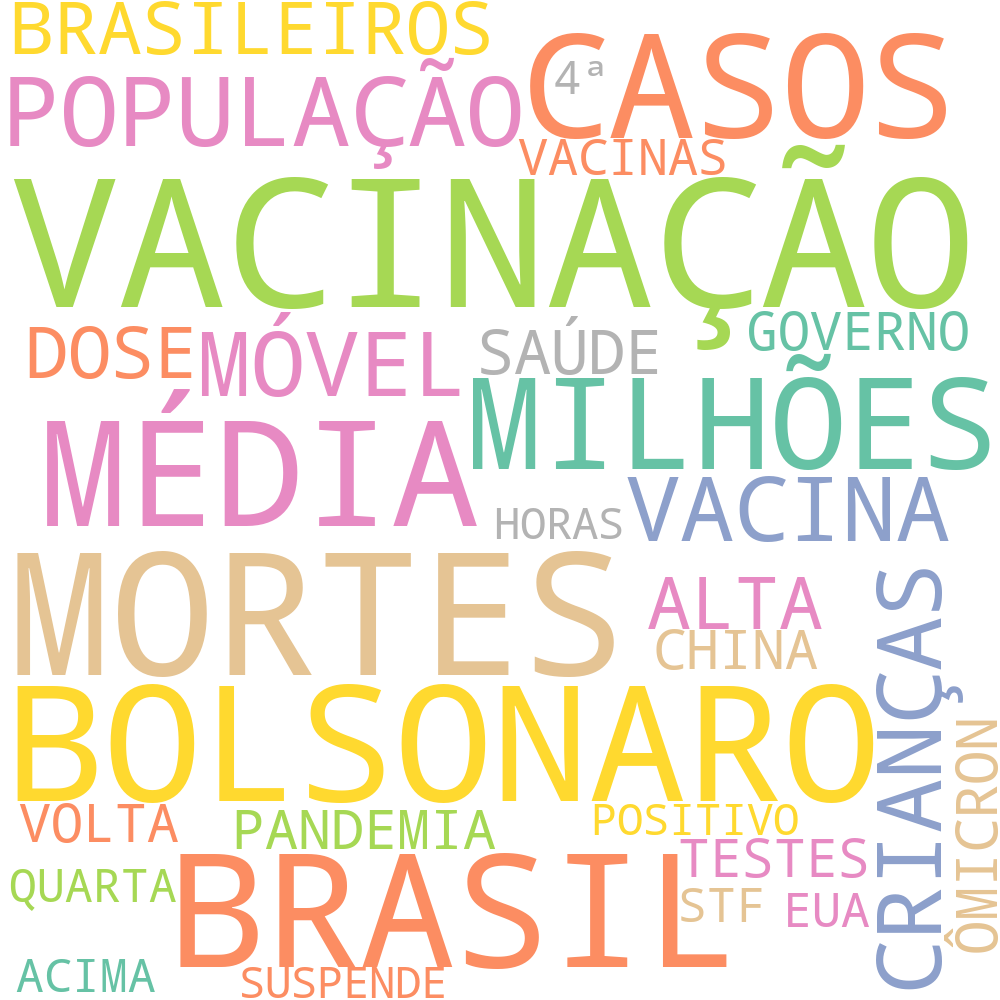 BRASILEIROS
CASOS
4ª
POPULAÇÃO
VACINAS
VACINAÇÃO
DOSE
MÓVEL
SAÚDE
GOVERNO
MILHÕES
MÉDIA
HORAS
VACINA
MORTES
ALTA
CHINA
CRIANÇAS
BOLSONARO
ÔMICRON
VOLTA
PANDEMIA
POSITIVO
TESTES
BRASIL
QUARTA
STF
EUA
ACIMA
SUSPENDE